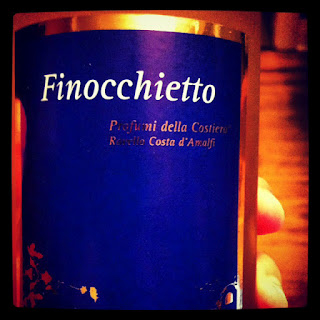 Finocchietto
Profumi della Costiera
Ravello Costa d'Amalfi